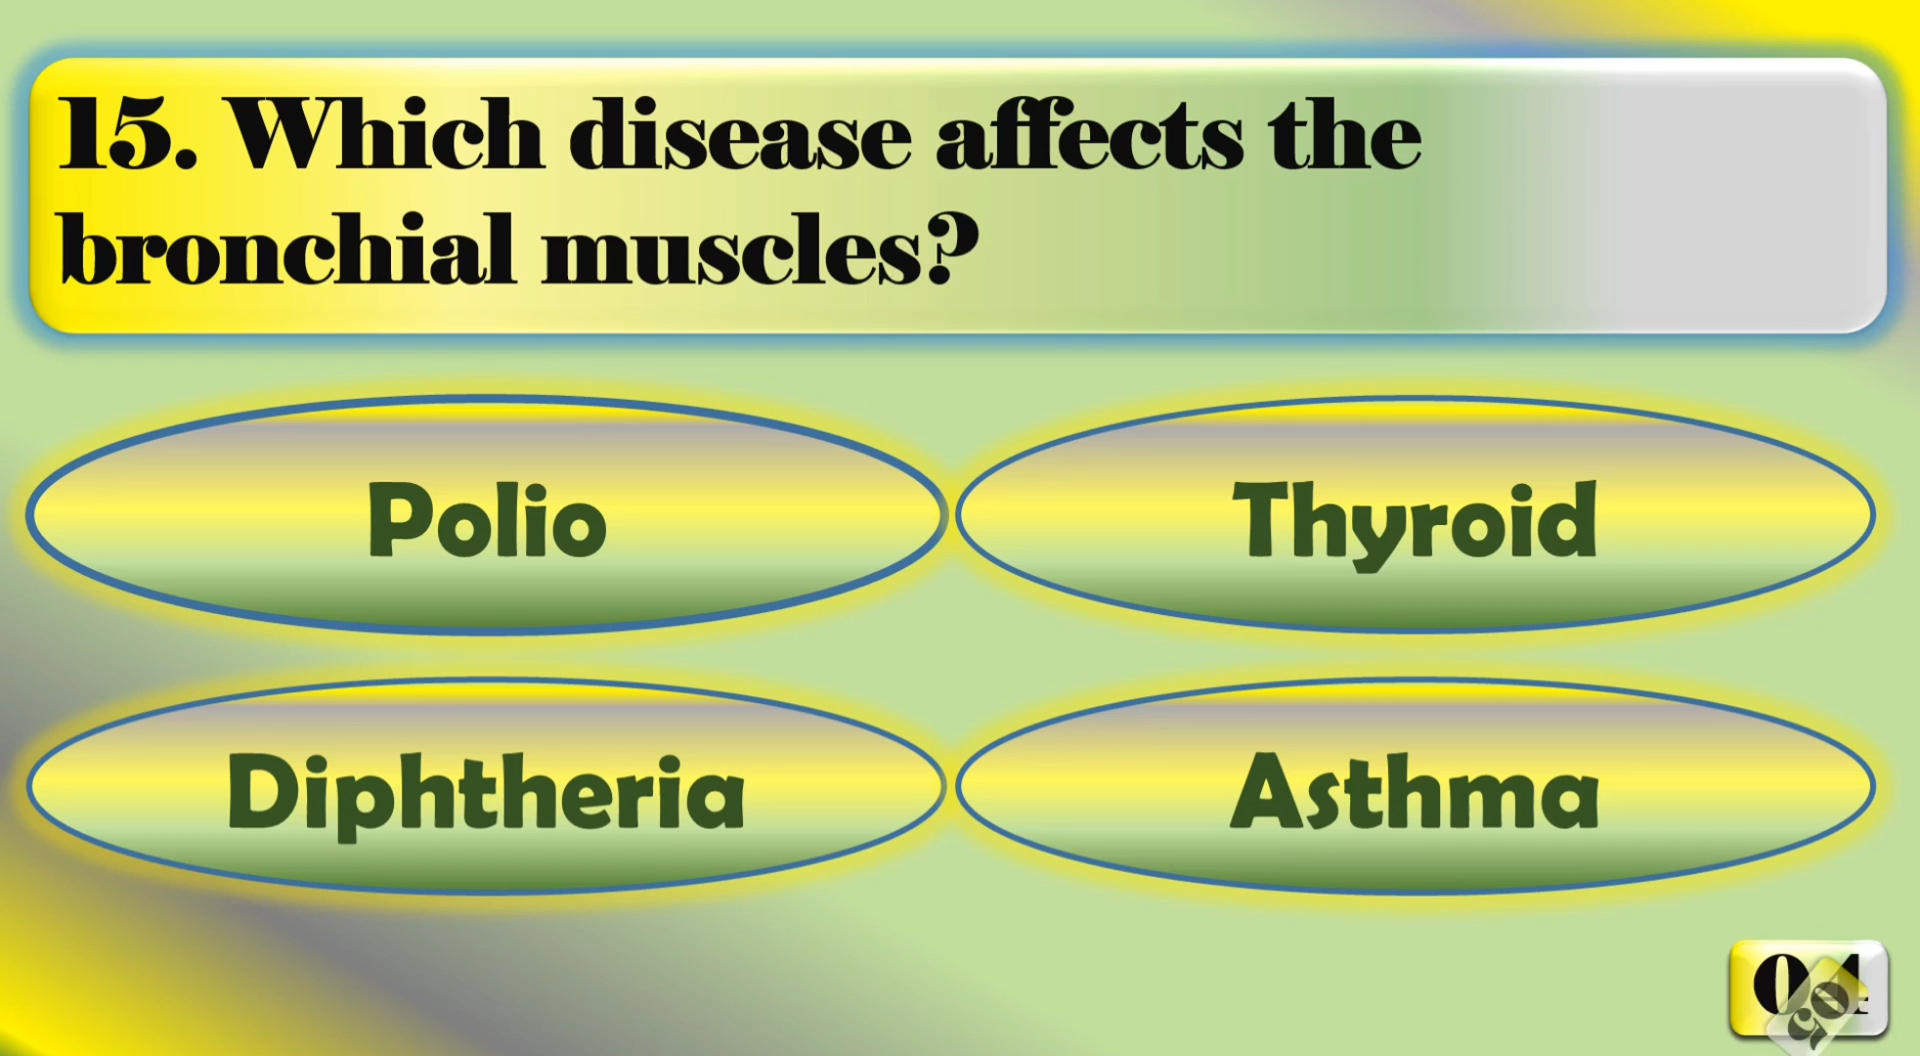 15. Which disease affects the
bronchial muscles?
Polio
Thyroid
Diphtheria
Asthma
04